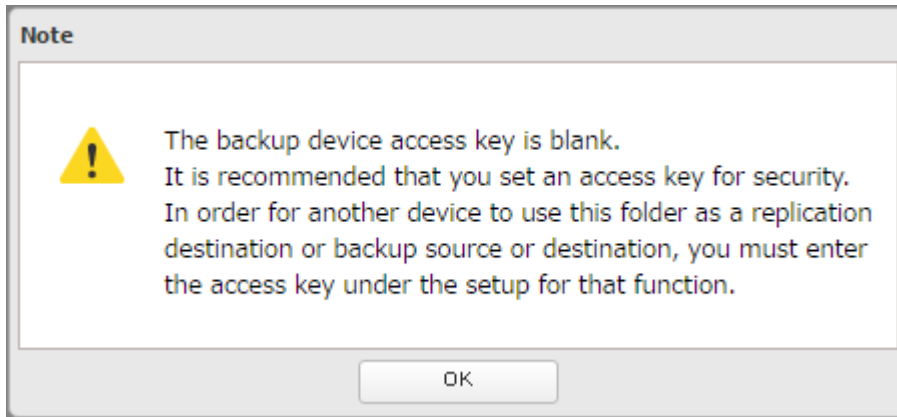 Note
The backup device access key is blank.
It is recommended that you set an access key for security.
In order for another device to use this folder as a replication
destination or backup source or destination, you must enter
the access key under the setup for that function.
OK